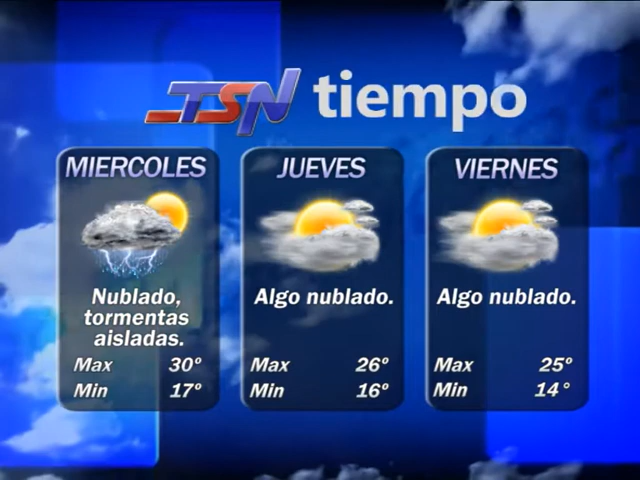 TSN tiempo
MIERCOLES
Nublado,
tormentas
aisladas.
Max 30º
Min 17º
JUEVES
Algo nublado.
Max 26º
Min 16º
VIERNES
Algo nublado.
Max 25º
Min 14°